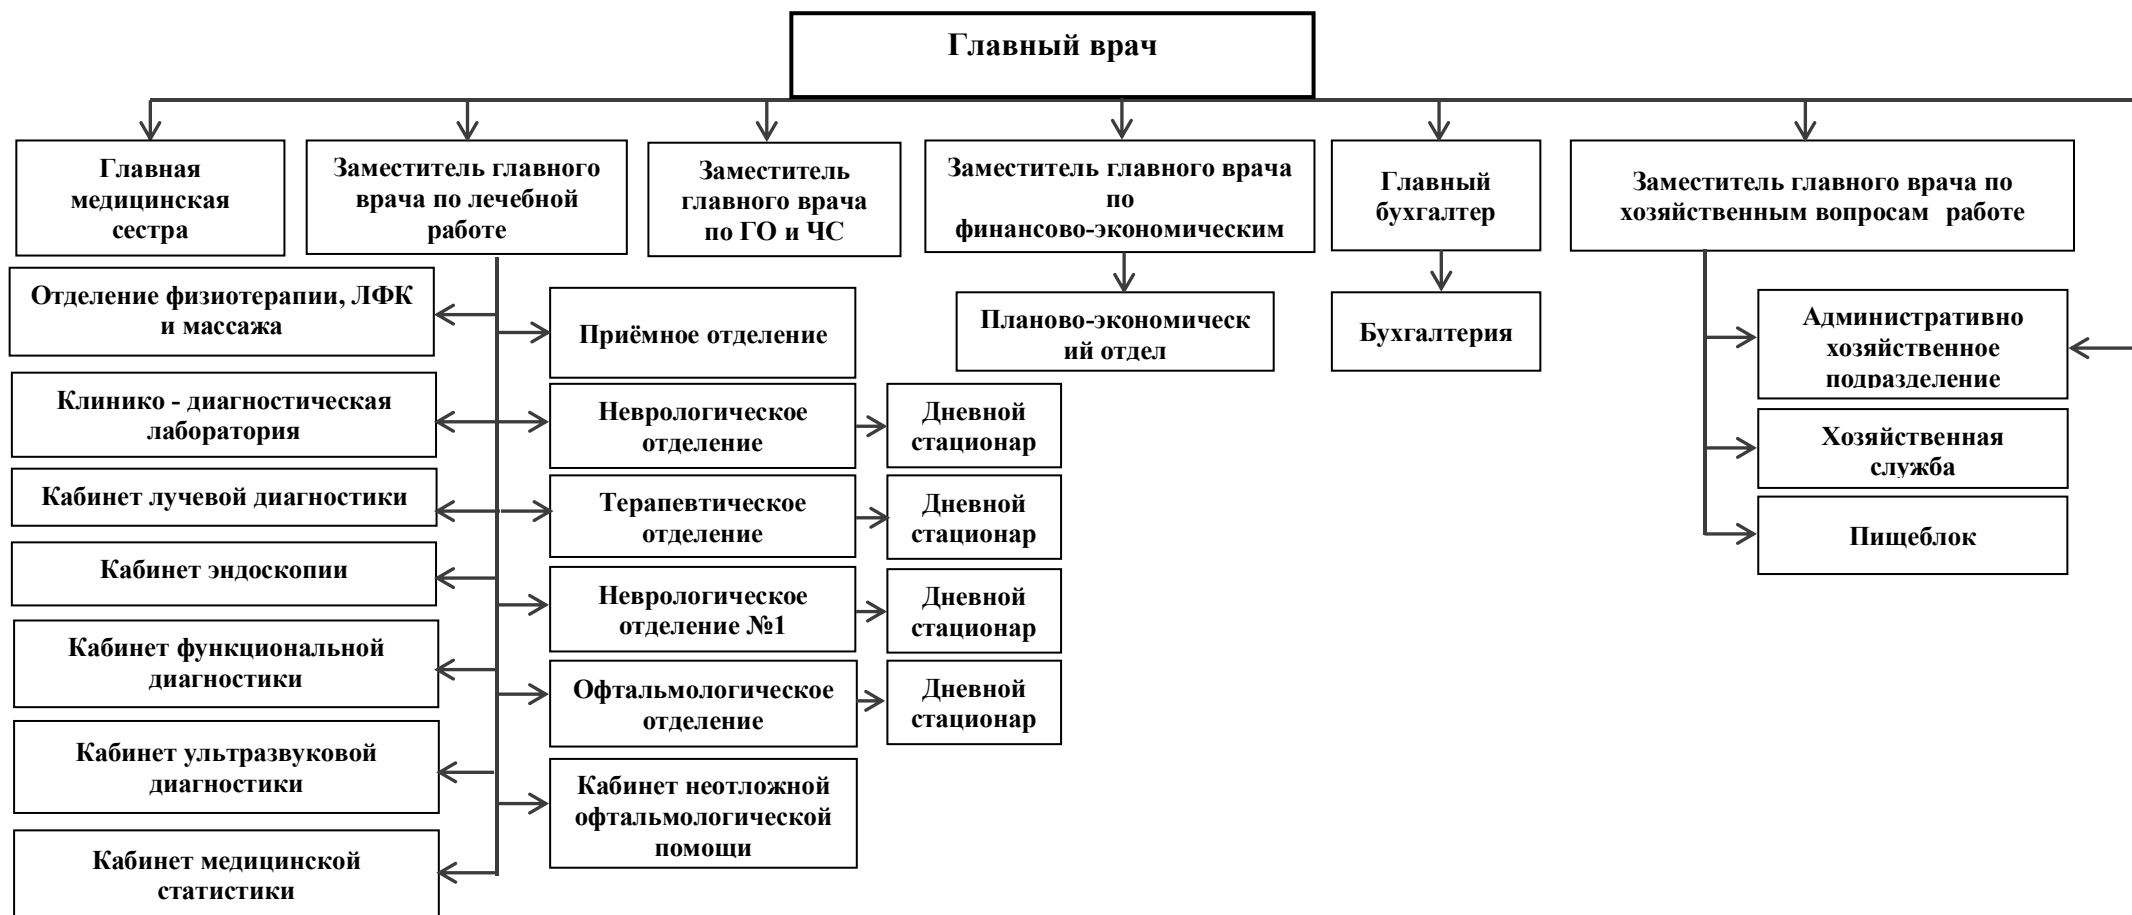 Главный врач
Главная
медицинская
сестра
Заместитель главного
врача по лечебной
работе
Заместитель
главного врача
по ГО и ЧС
Заместитель главного врача
по
финансово-экономическим
Главный
бухгалтер
Заместитель главного врача по
хозяйственным вопросам работе
Отделение физиотерапии, ЛФК
и массажа
Клинико - диагностическая
лаборатория
Кабинет лучевой диагностики
Кабинет эндоскопии
Кабинет функциональной
диагностики
Кабинет ультразвуковой
диагностики
Кабинет медицинской
статистики
Приёмное отделение
Неврологическое
отделение
Дневной
стационар
Терапевтическое
отделение
Дневной
стационар
Неврологическое
отделение №1
Дневной
стационар
Офтальмологическое
отделение
Дневной
стационар
Кабинет неотложной
офтальмологической
помощи
Планово-экономическ
ий отдел
Бухгалтерия
Административно
хозяйственное
подразделение
Хозяйственная
служба
Пищеблок